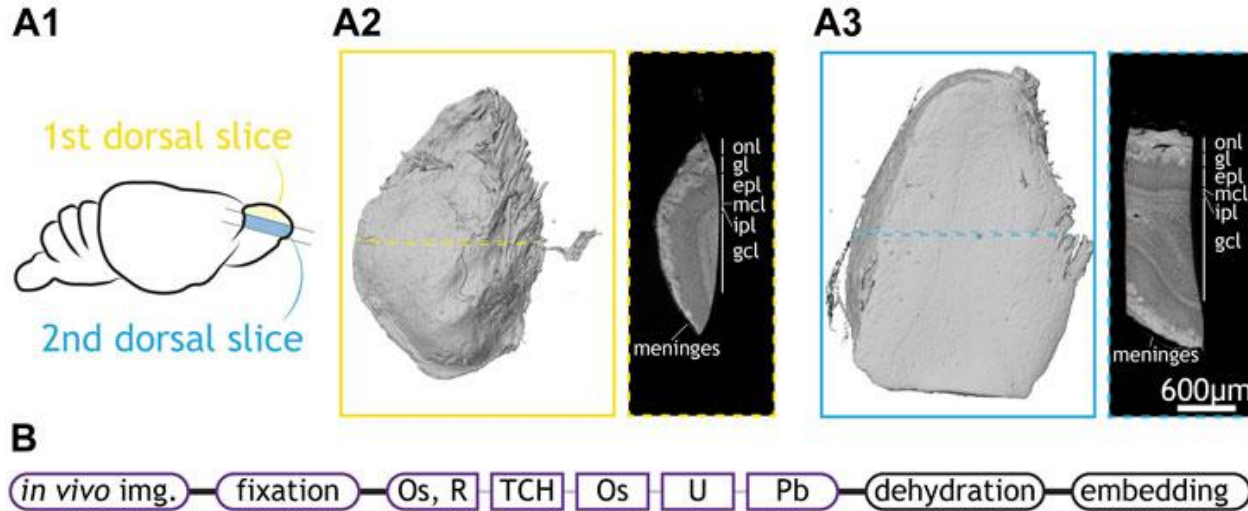 A1
A2
A3
1st dorsal slice
2nd dorsal slice
onl
gl
epl
mcl
ipl
gcl
meninges
onl
gl
epl
mcl
ipl
gcl
meninges
600µm
B
in vivo img.
fixation
Os, R
TCH
Os
U
Pb
dehydration
embedding